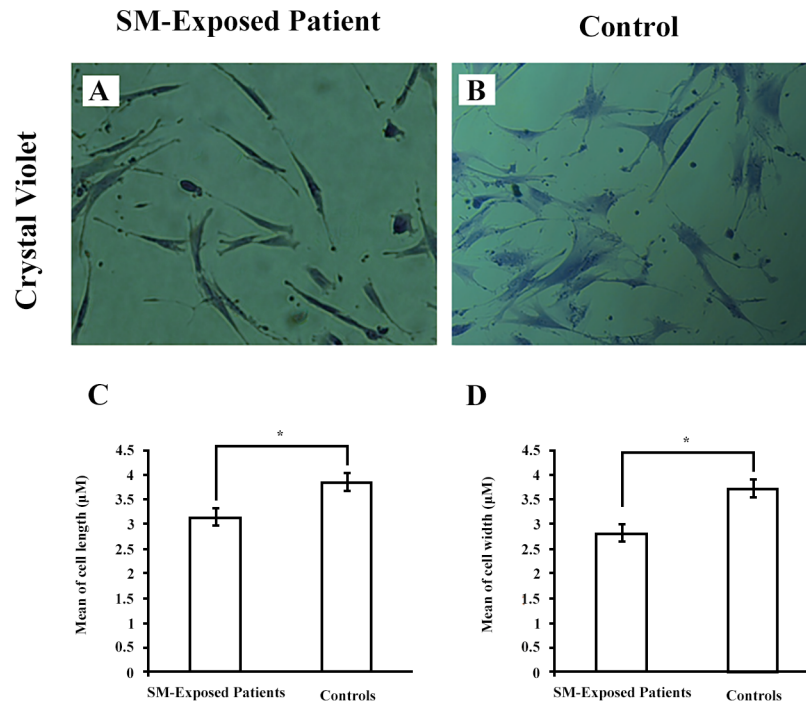 SM-Exposed Patient
Control
Crystal Violet
A
B
C
*
4.5
4
3.5
3
2.5
2
1.5
1
0.5
0
Mean of cell length (μM)
SM-Exposed Patients
Controls
D
*
4.5
4
3.5
3
2.5
2
1.5
1
0.5
0
Mean of cell width (μM)
SM-Exposed Patients
Controls